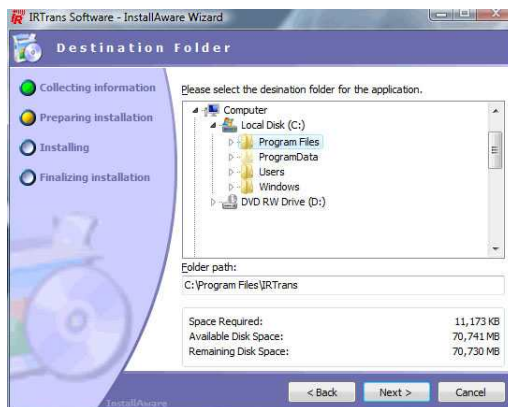 IRTrans Software - InstallAware Wizard
Destination Folder
Collecting information
Preparing installation
Installing
Finalizing installation
Please select the desination folder for the application.
Computer
Local Disk (C:)
Program Files
ProgramData
Users
Windows
DVD RW Drive (D:)
Folder path:
C:\Program Files\IRTrans
Space Required: 11,173 KB
Available Disk Space: 70,741 MB
Remaining Disk Space: 70,730 MB
InstallAware
< Back Next > Cancel